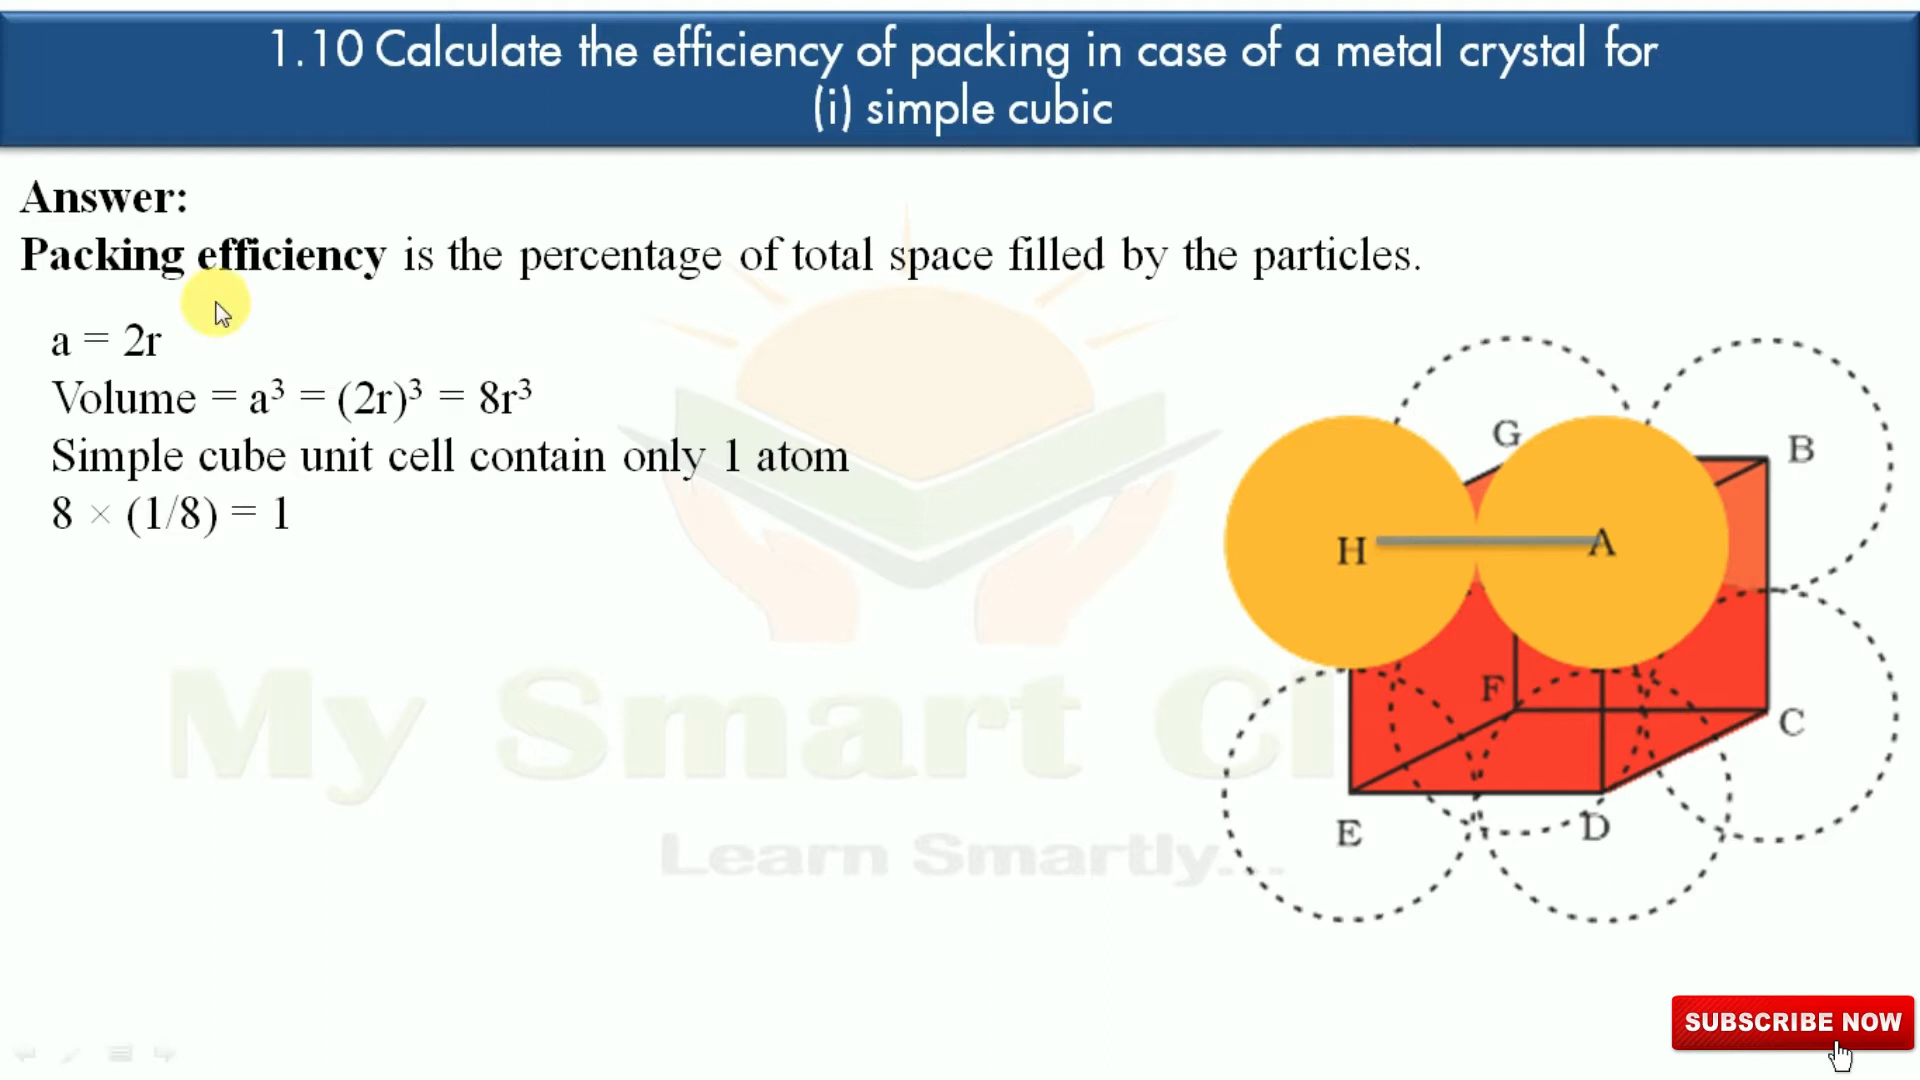 1.10 Calculate the efficiency of packing in case of a metal crystal for
(i) simple cubic
Answer:
Packing efficiency is the percentage of total space filled by the particles.
a = 2r
Volume = a³ = (2r)³ = 8r³
Simple cube unit cell contain only 1 atom
8 × (1/8) = 1
G
B
H
A
F
C
E
D
My Smart Cl
Learn Smartly...
SUBSCRIBE NOW